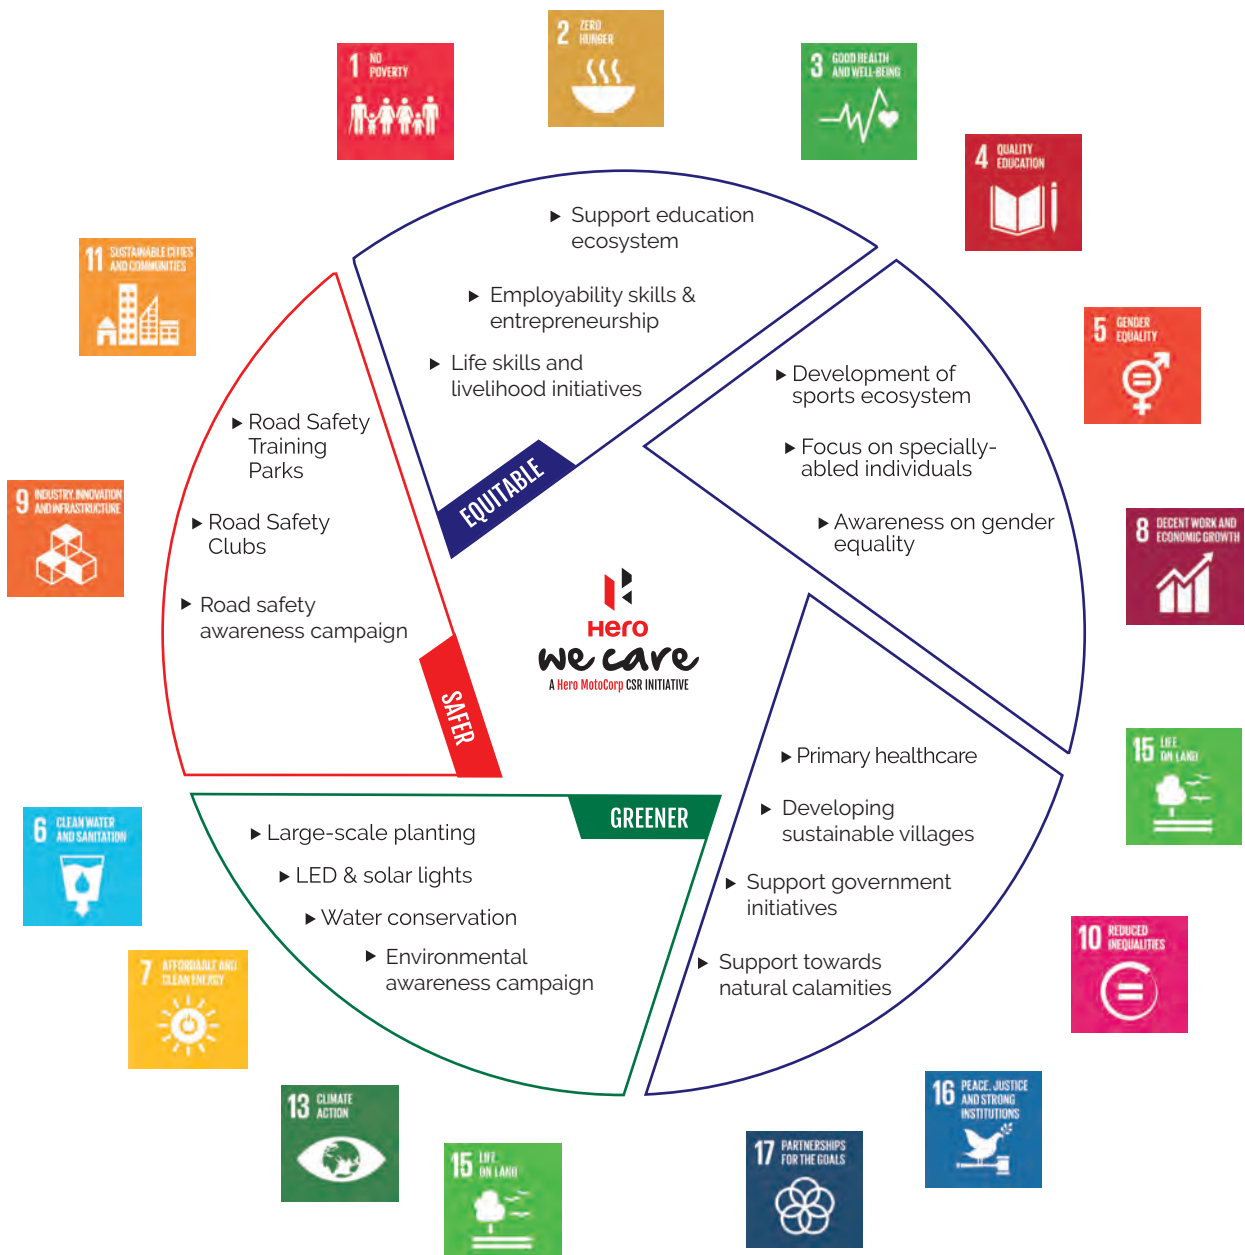 1 NO
POVERTY
2 ZERO
HUNGER
3 GOOD HEALTH
AND WELL-BEING
4 QUALITY
EDUCATION
11 SUSTAINABLE CITIES
AND COMMUNITIES
5 GENDER
EQUALITY
9 INDUSTRY, INNOVATION
AND INFRASTRUCTURE
8 DECENT WORK AND
ECONOMIC GROWTH
Support education
ecosystem
Employability skills &
entrepreneurship
Life skills and
livelihood initiatives
EQUITABLE
Development of
sports ecosystem
Focus on specially-
abled individuals
Awareness on gender
equality
Road Safety
Training
Parks
Road Safety
Clubs
Road safety
awareness campaign
SAFER
Hero
we care
A Hero MotoCorp CSR INITIATIVE
Primary healthcare
Developing
sustainable villages
Support government
initiatives
Support towards
natural calamities
GREENER
Large-scale planting
LED & solar lights
Water conservation
Environmental
awareness campaign
15 LIFE
ON LAND
6 CLEAN WATER
AND SANITATION
10 REDUCED
INEQUALITIES
7 AFFORDABLE AND
CLEAN ENERGY
16 PEACE, JUSTICE
AND STRONG
INSTITUTIONS
13 CLIMATE
ACTION
17 PARTNERSHIPS
FOR THE GOALS
15 LIFE
ON LAND